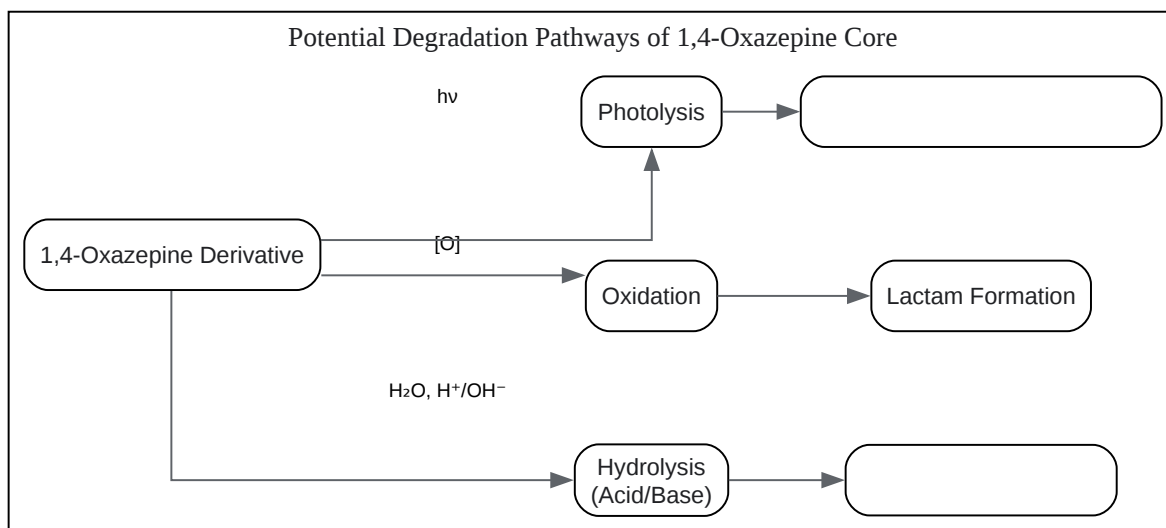 Potential Degradation Pathways of 1,4-Oxazepine Core
hν
Photolysis
1,4-Oxazepine Derivative
[O]
Oxidation
Lactam Formation
H₂O, H⁺/OH⁻
Hydrolysis
(Acid/Base)